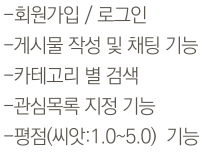 -회원가입 / 로그인
-게시물 작성 및 채팅 기능
-카테고리 별 검색
-관심목록 지정 기능
-평점(씨앗:1.0~5.0)  기능